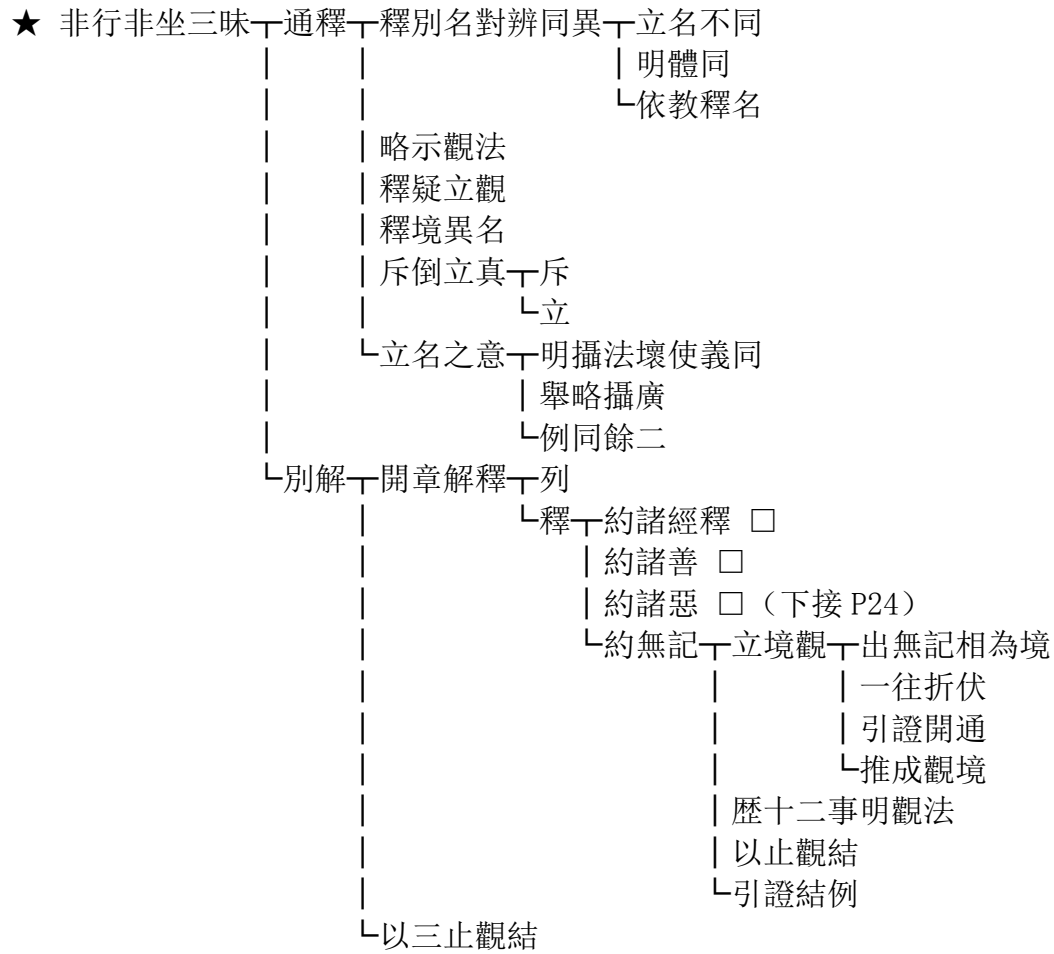 ★ 非行非坐三昧┬通釋┬釋別名對辨同異┬立名不同
│明體同
└依教釋名
│略示觀法
│釋疑立觀
│釋境異名
│斥倒立真┬斥
└立
└立名之意┬明攝法壞使義同
│舉略攝廣
└例同餘二
└別解┬開章解釋┬列
└釋┬約諸經釋 □
│約諸善 □
│約諸惡 □（下接 P24）
└約無記┬立境觀┬出無記相為境
│一往折伏
│引證開通
└推成觀境
│歷十二事明觀法
│以止觀結
└引證結例
└以三止觀結